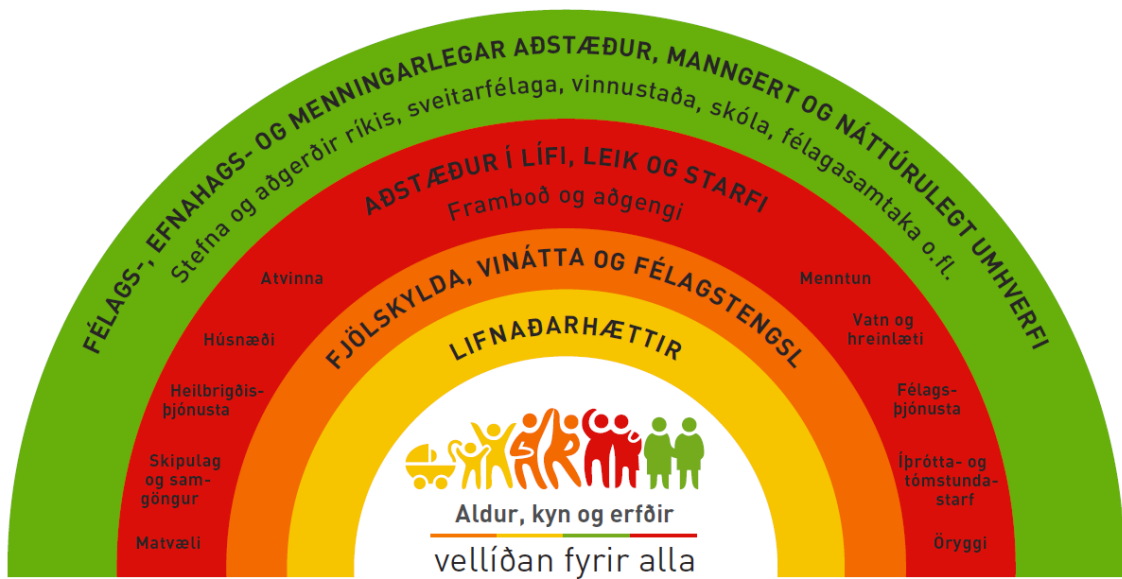 FÉLAGS-, EFNAHAGS- OG MENNINGARLEGAR AÐSTÆÐUR, MANNGERT OG NÁTTÚRULEGT UMHVERFI
Stefna og aðgerðir ríkis, sveitarfélaga, vinnustaða, skóla, félagasamtaka o.fl.
AÐSTÆÐUR Í LÍFI, LEIK OG STARFI
Framboð og aðgengi
Atvinna
Húsnæði
Heilbrigðis-
þjónusta
Skipulag
og sam-
göngur
Matvæli
Menntun
Vatn og
hreinlæti
Félags-
þjónusta
Íþrótta- og
tómstunda-
starf
Öryggi
FJÖLSKYLDA, VINÁTTA OG FÉLAGSTENGSL
LIFNAÐARHÆTTIR
Aldur, kyn og erfðir
vellíðan fyrir alla